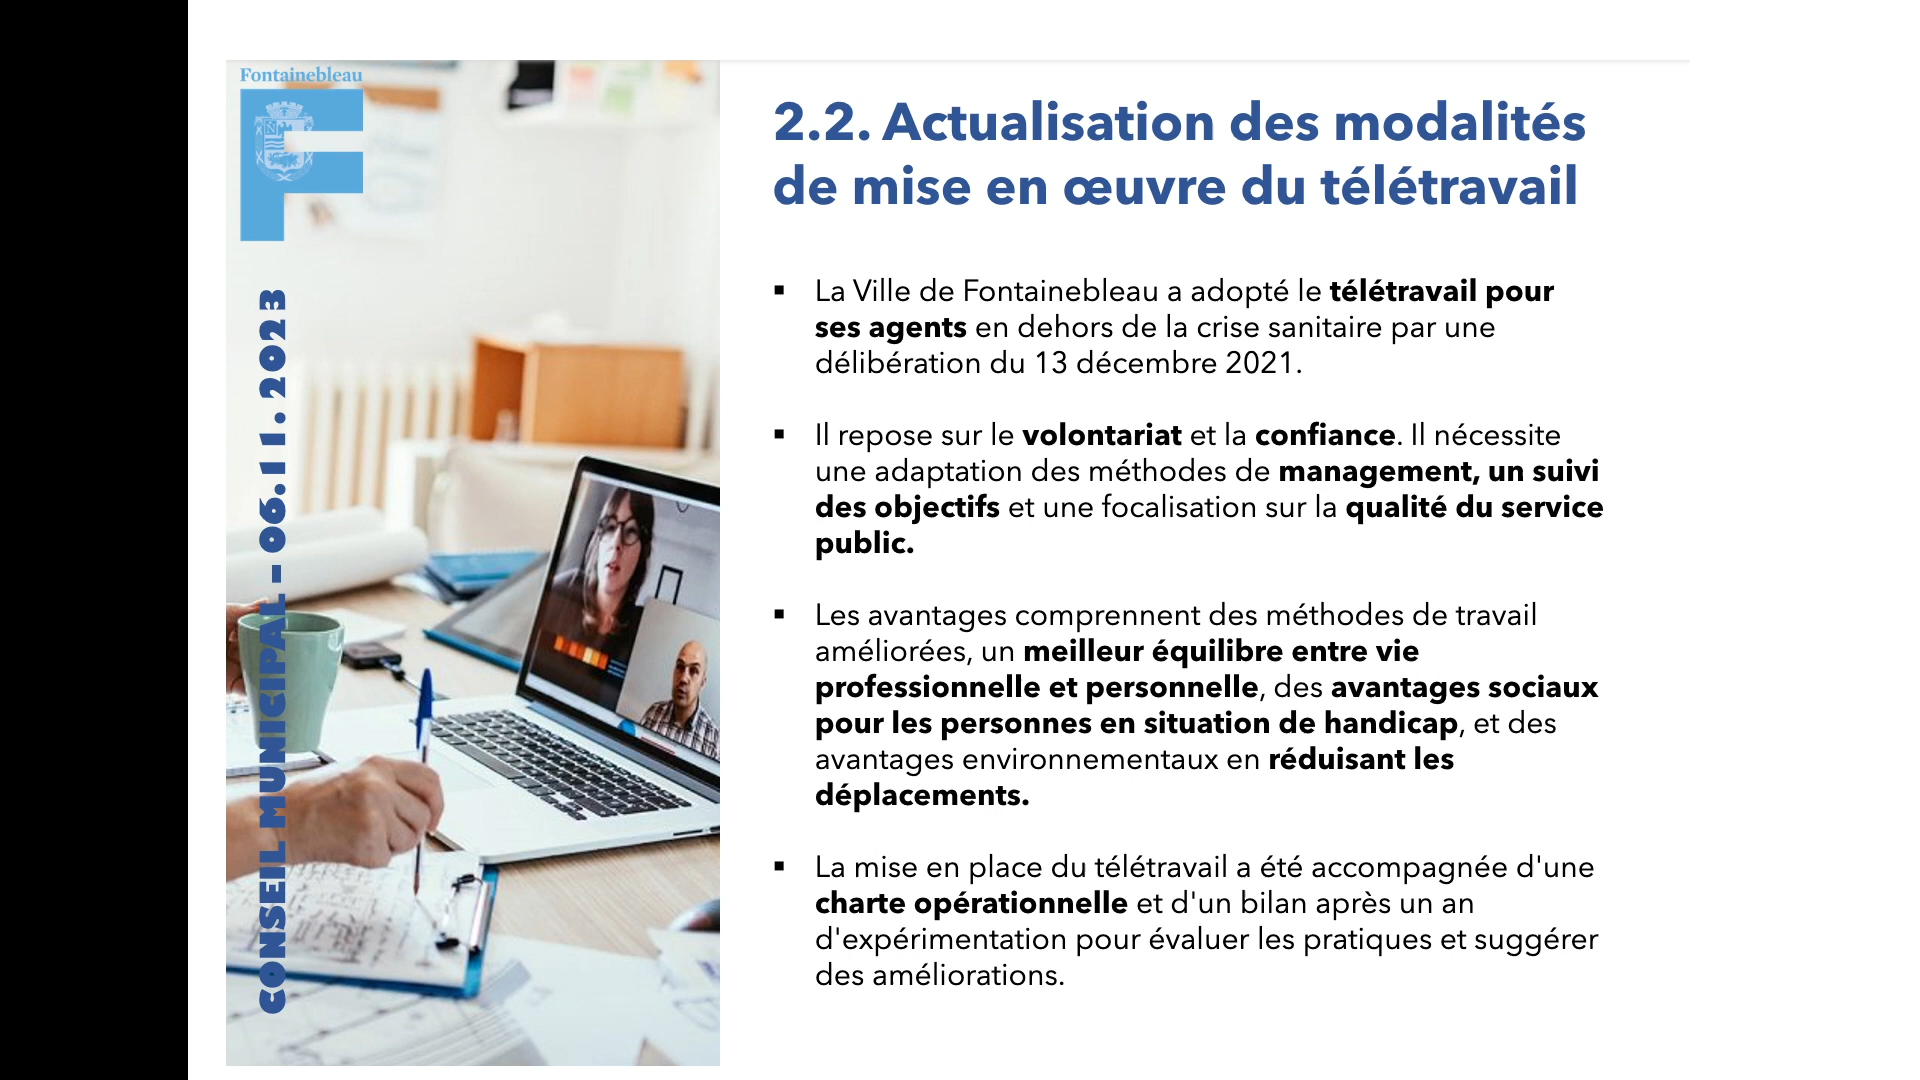 Fontainebleau
CONSEIL MUNICIPAL – 06.11.2023
2.2. Actualisation des modalités
de mise en œuvre du télétravail
▪ La Ville de Fontainebleau a adopté le télétravail pour
ses agents en dehors de la crise sanitaire par une
délibération du 13 décembre 2021.
▪ Il repose sur le volontariat et la confiance. Il nécessite
une adaptation des méthodes de management, un suivi
des objectifs et une focalisation sur la qualité du service
public.
▪ Les avantages comprennent des méthodes de travail
améliorées, un meilleur équilibre entre vie
professionnelle et personnelle, des avantages sociaux
pour les personnes en situation de handicap, et des
avantages environnementaux en réduisant les
déplacements.
▪ La mise en place du télétravail a été accompagnée d'une
charte opérationnelle et d'un bilan après un an
d'expérimentation pour évaluer les pratiques et suggérer
des améliorations.